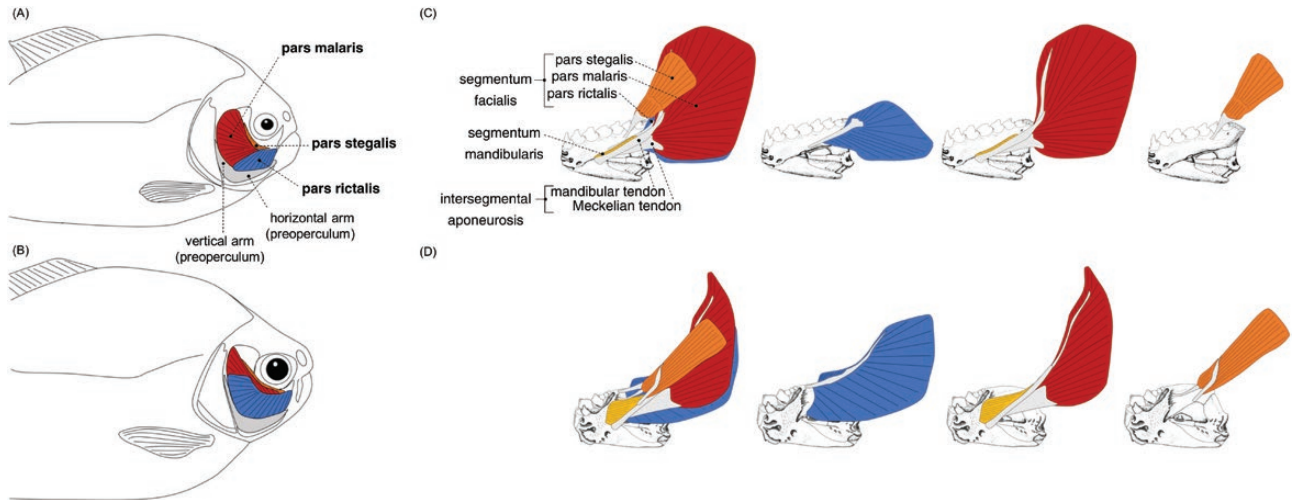 (A)
pars malaris
pars stegalis
pars rictalis
horizontal arm
(preoperculum)
vertical arm
(preoperculum)
(B)
(C)
segmentum
facialis
pars stegalis
pars malaris
pars rictalis
segmentum
mandibularis
intersegmental
aponeurosis
mandibular tendon
Meckelian tendon
(D)